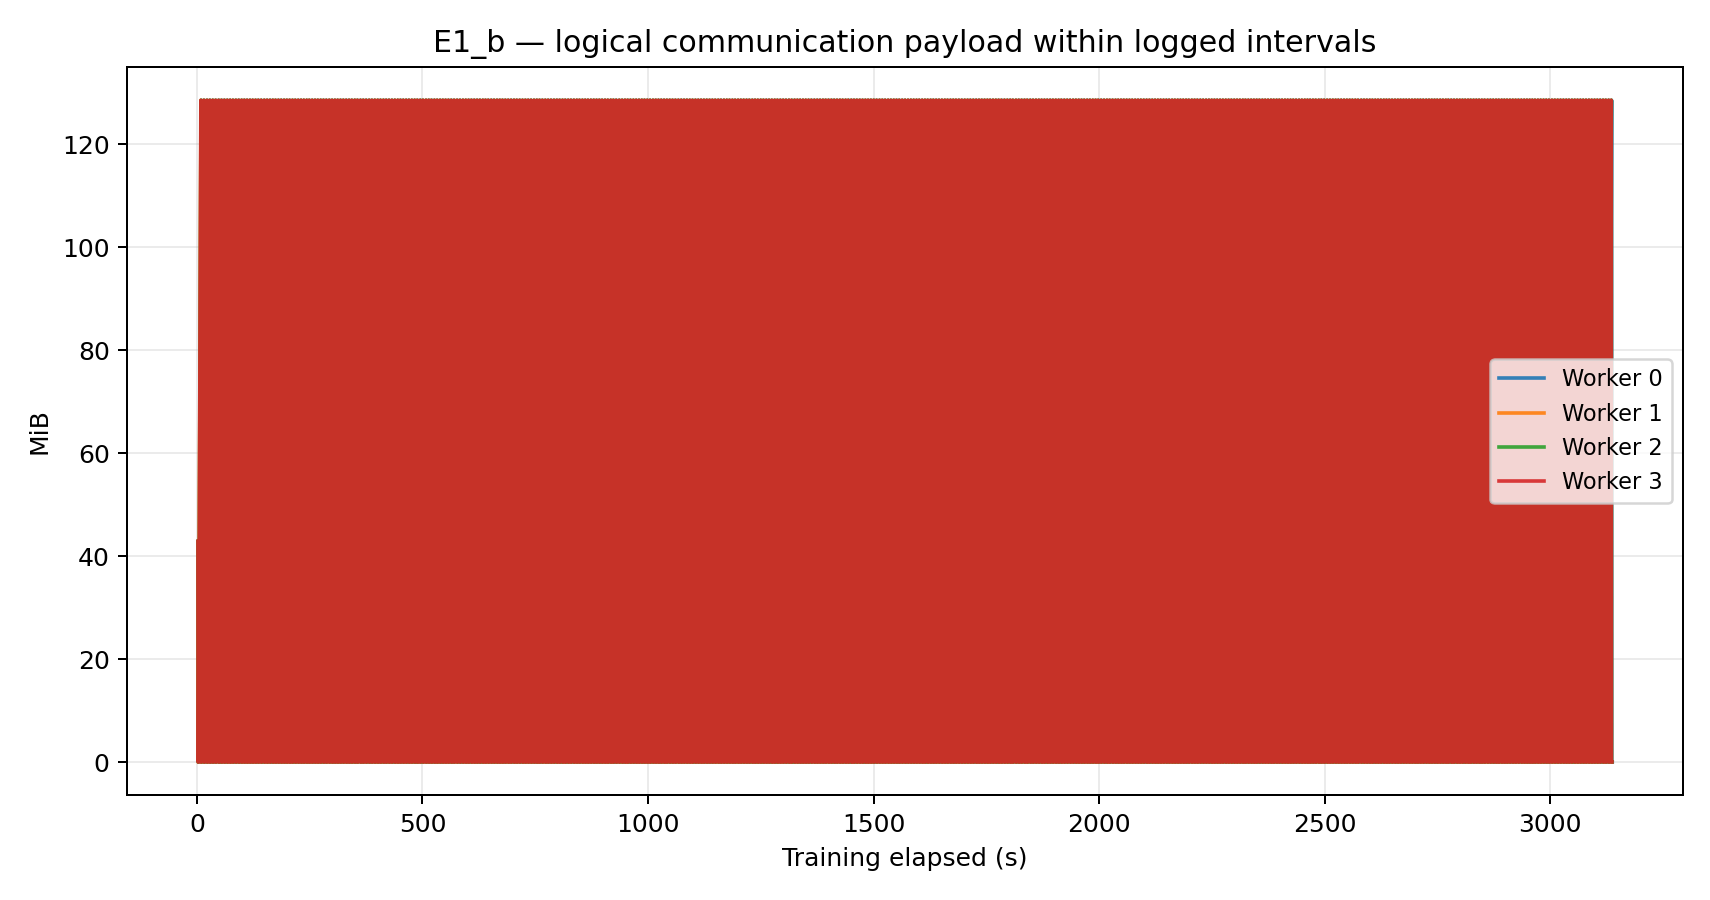 E1_b — logical communication payload within logged intervals
120
100
80
60
40
20
0
MiB
Worker 0
Worker 1
Worker 2
Worker 3
0 500 1000 1500 2000 2500 3000
Training elapsed (s)